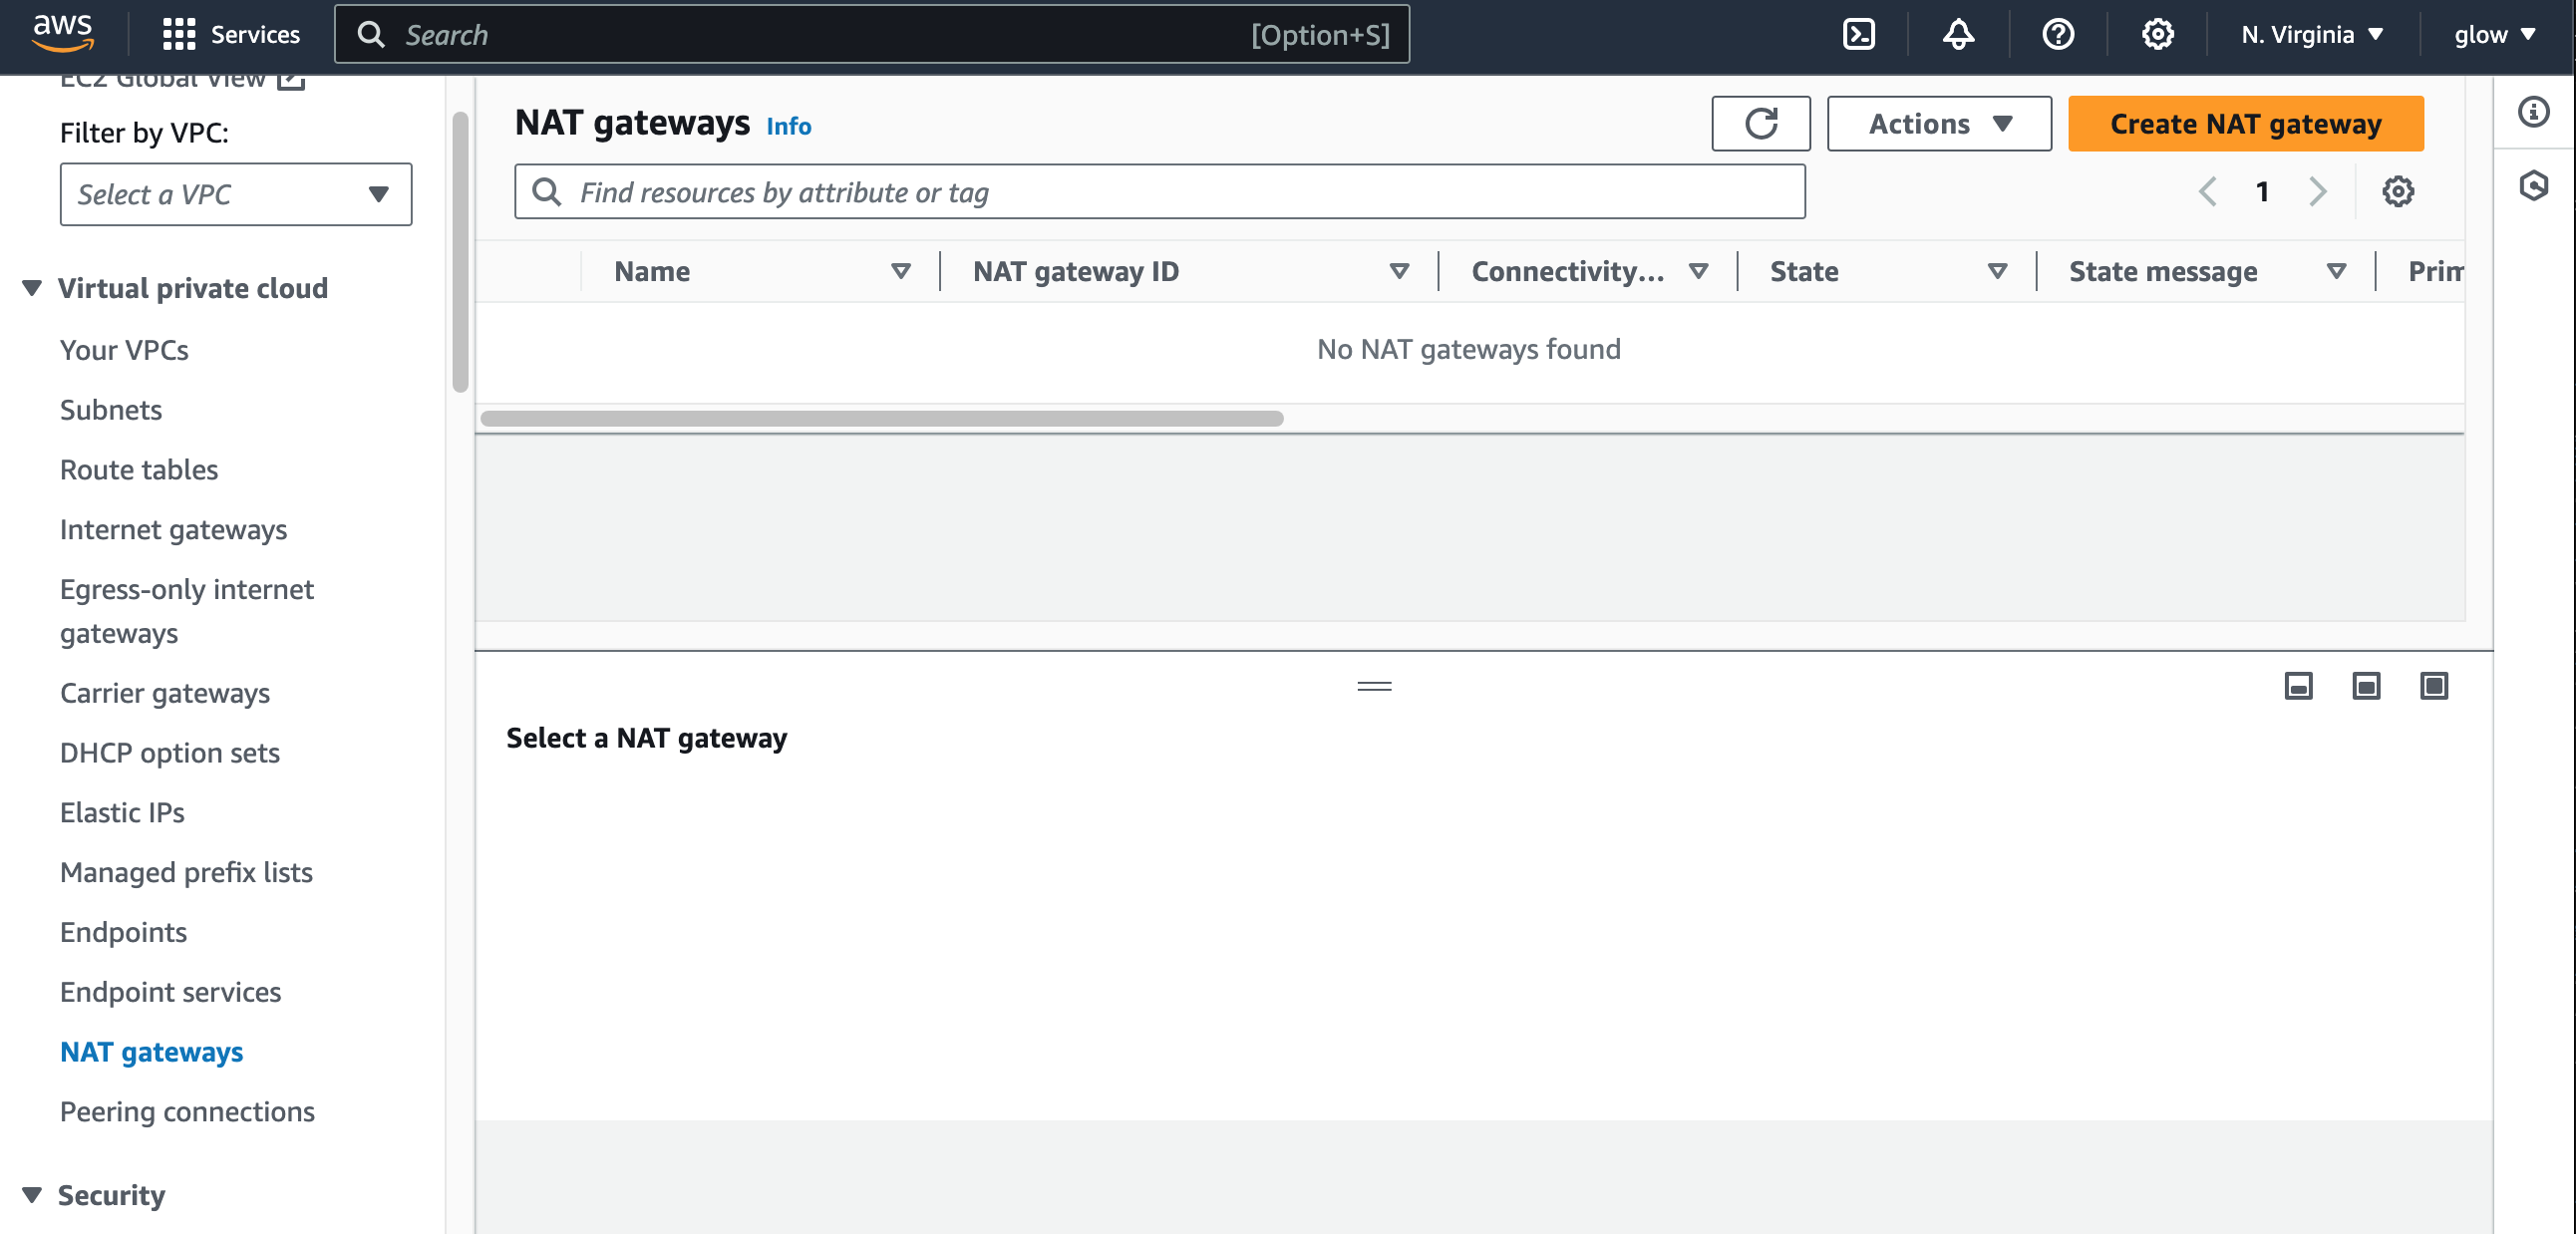 aws
Services
Search
[Option+S]
N. Virginia
glow
EC2 Global View
Filter by VPC:
Select a VPC
Virtual private cloud
Your VPCs
Subnets
Route tables
Internet gateways
Egress-only internet
gateways
Carrier gateways
DHCP option sets
Elastic IPs
Managed prefix lists
Endpoints
Endpoint services
NAT gateways
Peering connections
Security
NAT gateways Info
Actions
Create NAT gateway
Find resources by attribute or tag
1
Name
NAT gateway ID
Connectivity...
State
State message
Prim
No NAT gateways found
Select a NAT gateway